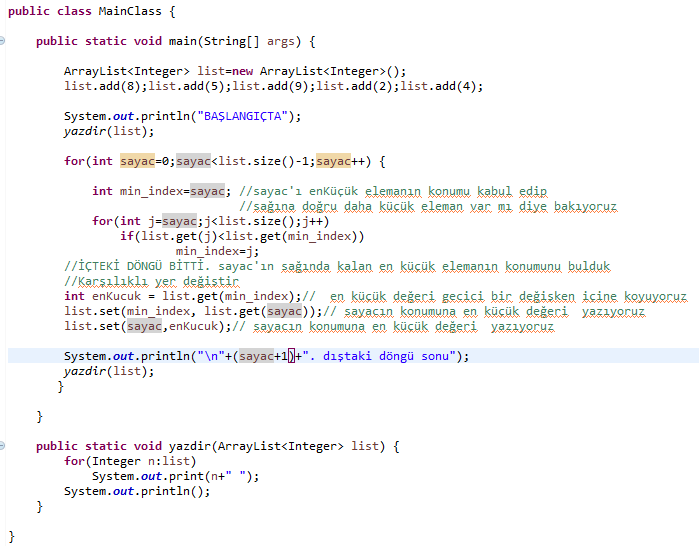 public class MainClass {
public static void main(String[] args) {
ArrayList<Integer> list=new ArrayList<Integer>();
list.add(8);list.add(5);list.add(9);list.add(2);list.add(4);
System.out.println("BAŞLANGIÇTA");
yazdir(list);
for(int sayac=0;sayac<list.size()-1;sayac++) {
int min_index=sayac; //sayac'ı enKüçük elemanın konumu kabul edip
//sağına doğru daha küçük eleman var mı diye bakıyoruz
for(int j=sayac;j<list.size();j++)
if(list.get(j)<list.get(min_index))
min_index=j;
//İÇTEKİ DÖNGÜ BİTTİ. sayac'ın sağında kalan en küçük elemanın konumunu bulduk
//Karşılıklı yer değiştir
int enKucuk = list.get(min_index);//  en küçük değeri geçici bir değişken içine koyuyoruz
list.set(min_index, list.get(sayac));// sayacın konumuna en küçük değeri  yazıyoruz
list.set(sayac,enKucuk);// sayacın konumuna en küçük değeri  yazıyoruz
System.out.println("\n"+(sayac+1)+". dıştaki döngü sonu");
yazdir(list);
}
}
public static void yazdir(ArrayList<Integer> list) {
for(Integer n:list)
System.out.print(n+" ");
System.out.println();
}
}